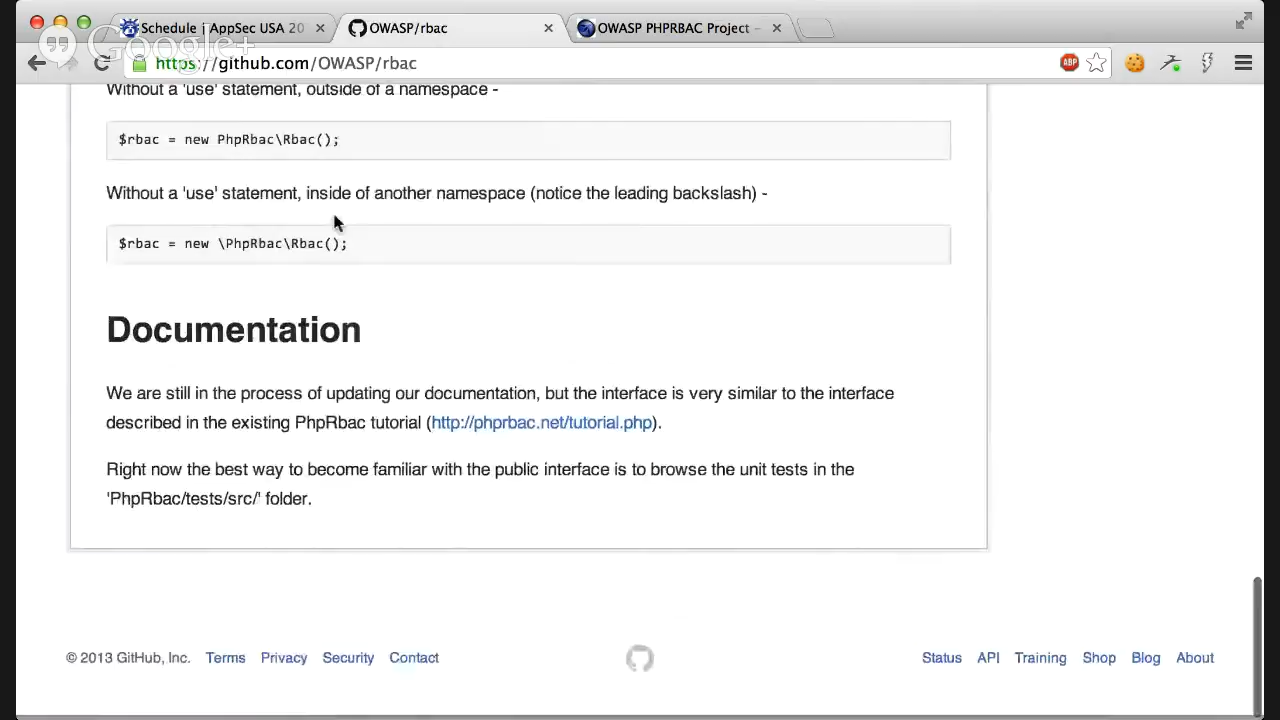 Schedule | AppSec USA 20
OWASP/rbac
OWASP PHPRBAC Project –
Google+
https://github.com/OWASP/rbac
ABP
Without a 'use' statement, outside of a namespace -
$rbac = new PhpRbac\Rbac();
Without a 'use' statement, inside of another namespace (notice the leading backslash) -
$rbac = new \PhpRbac\Rbac();
Documentation
We are still in the process of updating our documentation, but the interface is very similar to the interface
described in the existing PhpRbac tutorial (http://phprbac.net/tutorial.php).
Right now the best way to become familiar with the public interface is to browse the unit tests in the
'PhpRbac/tests/src/' folder.
© 2013 GitHub, Inc. Terms Privacy Security Contact
Status API Training Shop Blog About